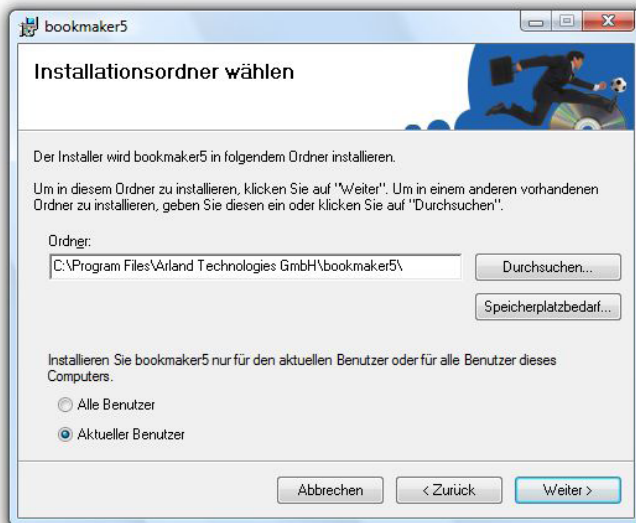 bookmaker5
Installationsordner wählen
Der Installer wird bookmaker5 in folgendem Ordner installieren.
Um in diesem Ordner zu installieren, klicken Sie auf "Weiter". Um in einem anderen vorhandenen
Ordner zu installieren, geben Sie diesen ein oder klicken Sie auf "Durchsuchen".
Ordner:
C:\Program Files\Arland Technologies GmbH\bookmaker5\
Durchsuchen...
Speicherplatzbedarf...
Installieren Sie bookmaker5 nur für den aktuellen Benutzer oder für alle Benutzer dieses
Computers.
Alle Benutzer
Aktueller Benutzer
Abbrechen
< Zurück
Weiter >